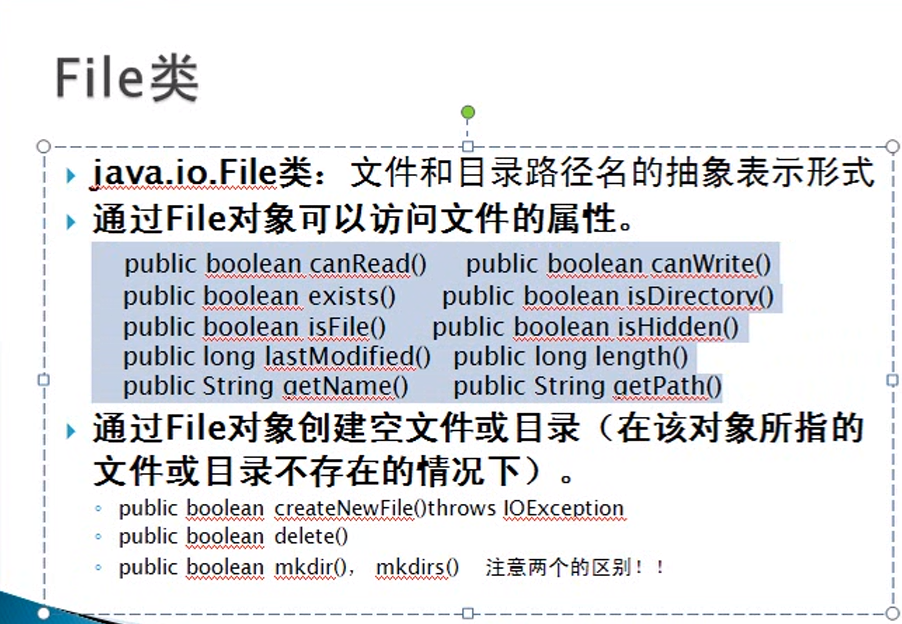 File类
java.io.File类：文件和目录路径名的抽象表示形式
通过File对象可以访问文件的属性。
public boolean canRead() public boolean canWrite()
public boolean exists() public boolean isDirectory()
public boolean isFile() public boolean isHidden()
public long lastModified() public long length()
public String getName() public String getPath()
通过File对象创建空文件或目录（在该对象所指的
文件或目录不存在的情况下）。
public boolean createNewFile()throws IOException
public boolean delete()
public boolean mkdir()， mkdirs() 注意两个的区别！！